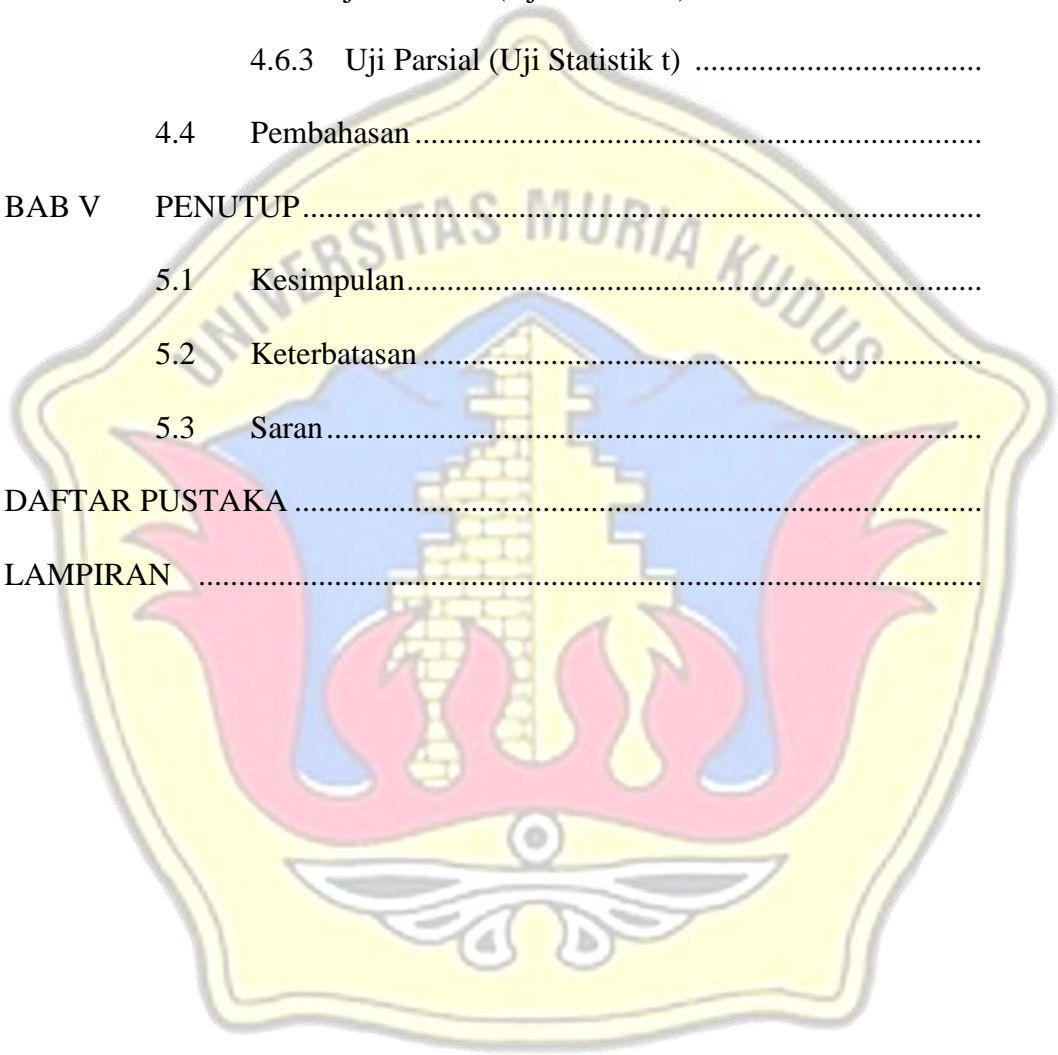 4.6.3 Uji Parsial (Uji Statistik t) ....................................
4.4 Pembahasan .......................................................................
BAB V PENUTUP.....................................................................................
5.1 Kesimpulan........................................................................
5.2 Keterbatasan ......................................................................
5.3 Saran..................................................................................
DAFTAR PUSTAKA ......................................................................................
LAMPIRAN ..................................................................................................
UNIVERSITAS MURIA KUDUS